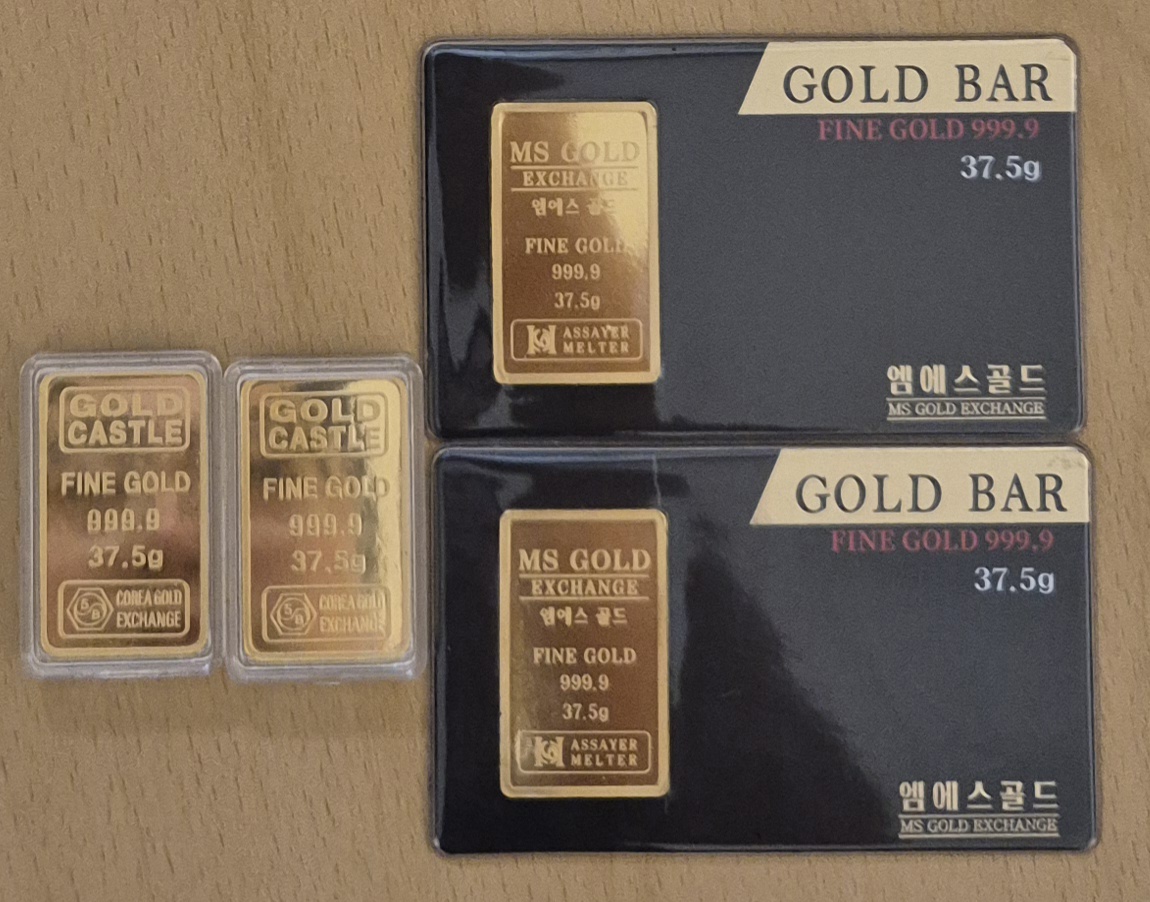 GOLD BAR
FINE GOLD 999.9
37.5g
MS GOLD
EXCHANGE
엠에스 골드
FINE GOLD
999.9
37.5g
ASSAYER
MELTER
엠에스골드
MS GOLD EXCHANGE
GOLD
CASTLE
FINE GOLD
999.9
37.5g
COREA GOLD
EXCHANGE
GOLD
CASTLE
FINE GOLD
999.9
37.5g
COREA GOLD
EXCHANGE
GOLD BAR
FINE GOLD 999.9
37.5g
MS GOLD
EXCHANGE
엠에스 골드
FINE GOLD
999.9
37.5g
ASSAYER
MELTER
엠에스골드
MS GOLD EXCHANGE